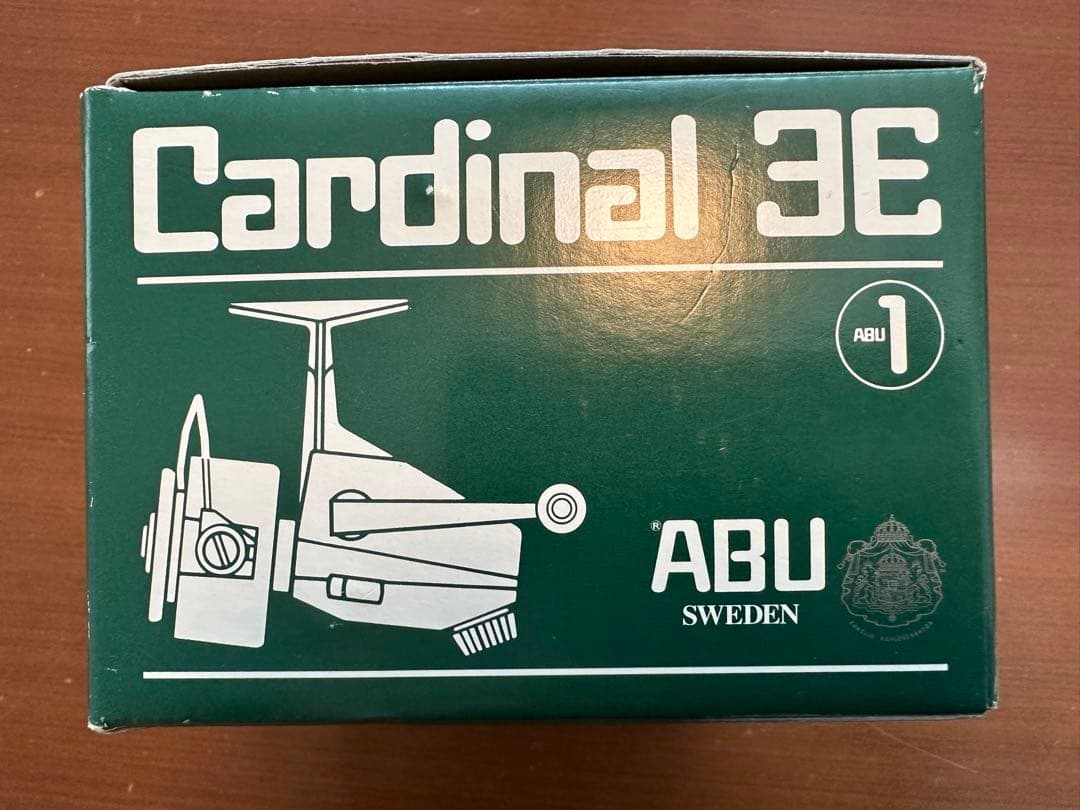 Cardinal 3E
ABU 1
® ABU
SWEDEN